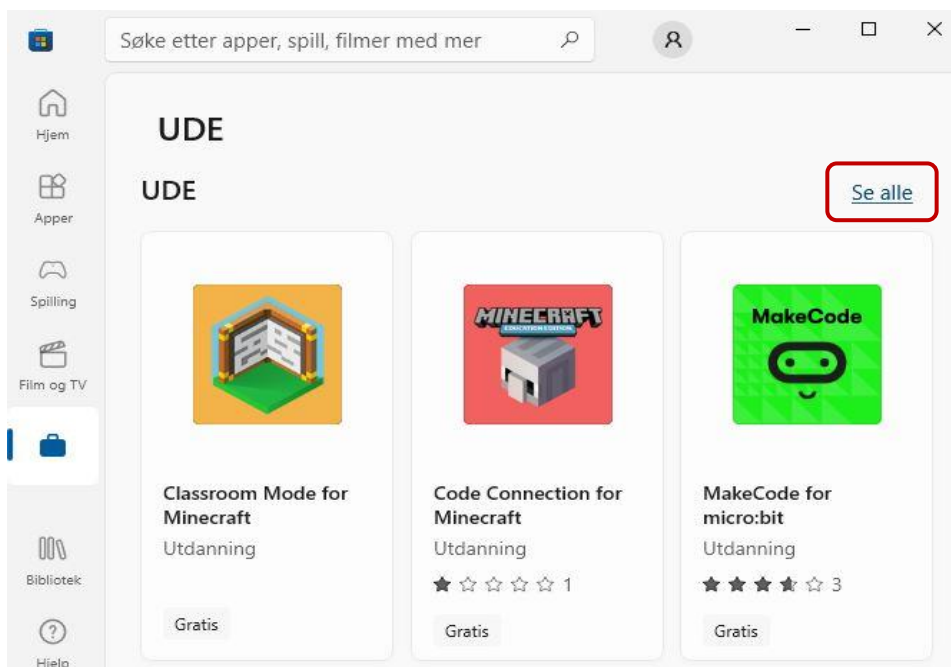 Søke etter apper, spill, filmer med mer
Hjem
Apper
Spilling
Film og TV
Bibliotek
Hjelp
UDE
UDE
Se alle
MINECRAFT
EDUCATION EDITION
MakeCode
Classroom Mode for
Minecraft
Utdanning
Gratis
Code Connection for
Minecraft
Utdanning
1
Gratis
MakeCode for
micro:bit
Utdanning
3
Gratis